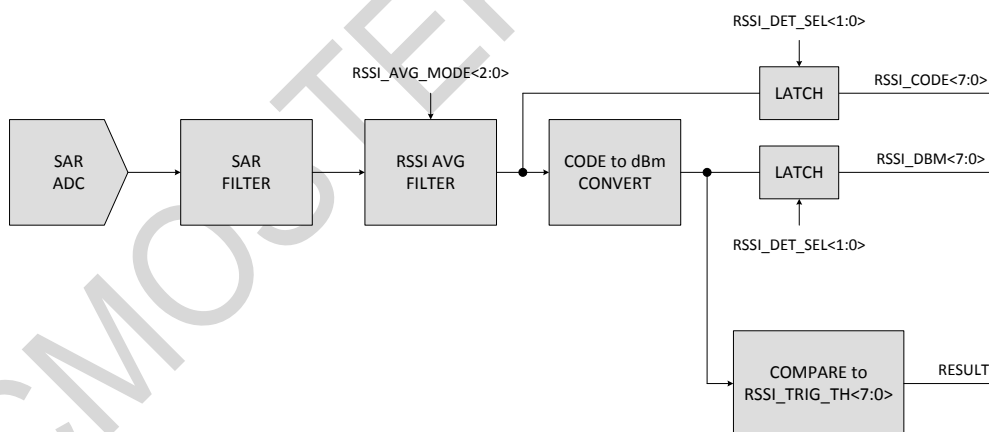 RSSI_DET_SEL<1:0>
RSSI_AVG_MODE<2:0>
LATCH
RSSI_CODE<7:0>
SAR
ADC
SAR
FILTER
RSSI AVG
FILTER
CODE to dBm
CONVERT
LATCH
RSSI_DBM<7:0>
RSSI_DET_SEL<1:0>
COMPARE to
RSSI_TRIG_TH<7:0>
RESULT